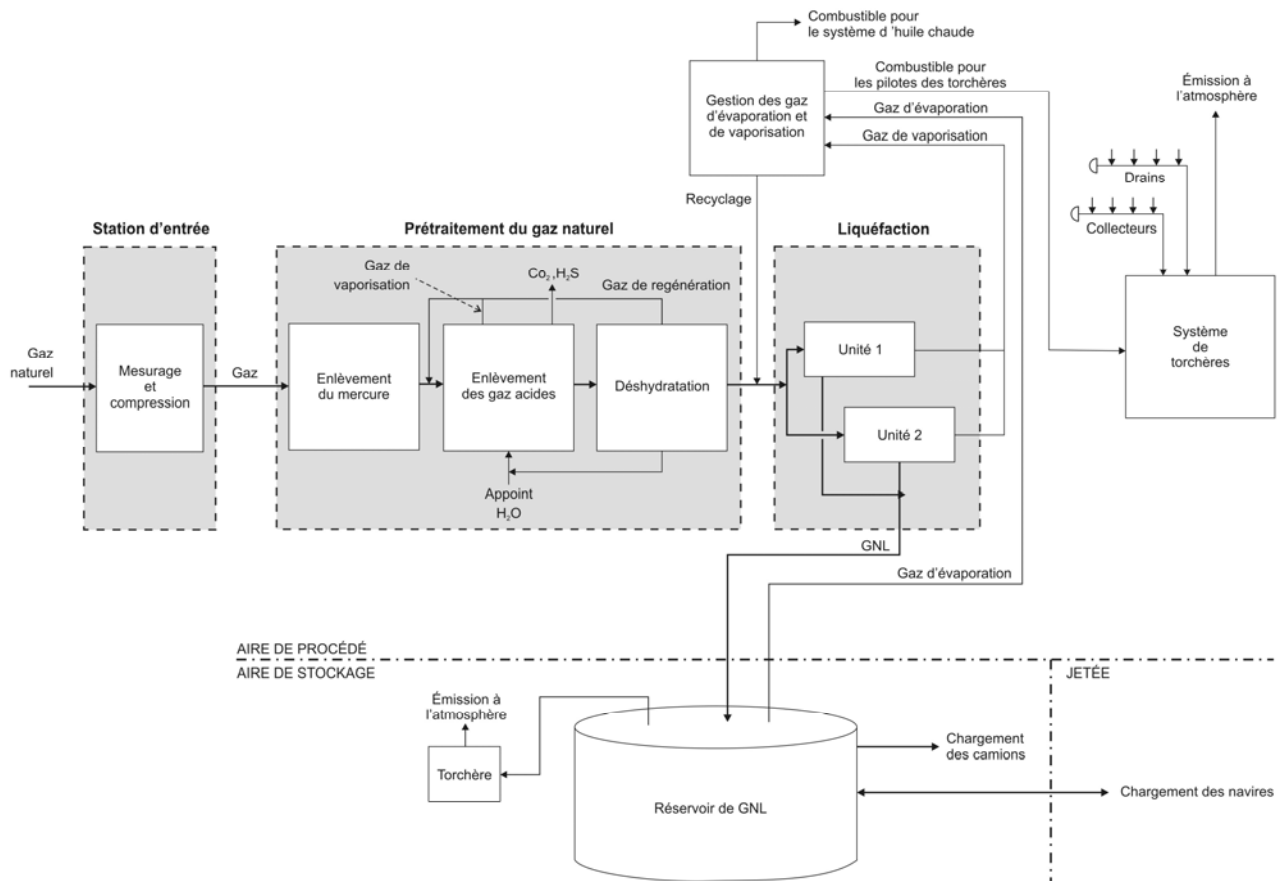 Combustible pour
le système d 'huile chaude
Combustible pour
les pilotes des torchères
Gaz d'évaporation
Gaz de vaporisation
Gestion des gaz
d'évaporation et
de vaporisation
Recyclage
Émission à
l'atmosphère
Drains
Collecteurs
Système
de
torchères
Station d'entrée
Prétraitement du gaz naturel
Liquéfaction
Gaz
naturel
Mesurage
et
compression
Gaz
Gaz de
vaporisation
Co2,H2S
Gaz de regénération
Enlèvement
du mercure
Enlèvement
des gaz acides
Déshydratation
Appoint
H2O
Unité 1
Unité 2
GNL
Gaz d'évaporation
AIRE DE PROCÉDÉ
AIRE DE STOCKAGE
JETÉE
Émission à
l'atmosphère
Torchère
Réservoir de GNL
Chargement
des camions
Chargement des navires